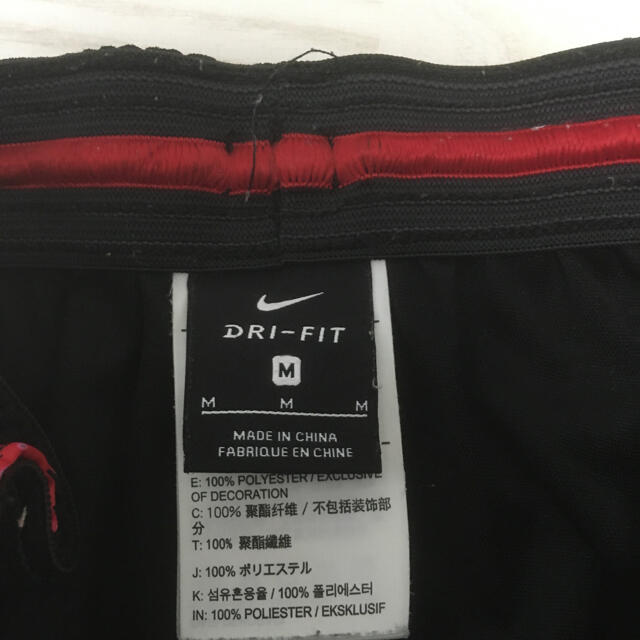 DRI-FIT
M
M M M
MADE IN CHINA
FABRIQUE EN CHINE
E: 100% POLYESTER / EXCLUSIVE
OF DECORATION
C: 100% 聚酯纤维 / 不包括装饰部
分
T: 100% 聚酯纖維
J: 100% ポリエステル
K: 섬유혼용율 / 100% 폴리에스터
IN: 100% POLIESTER / EKSKLUSIF